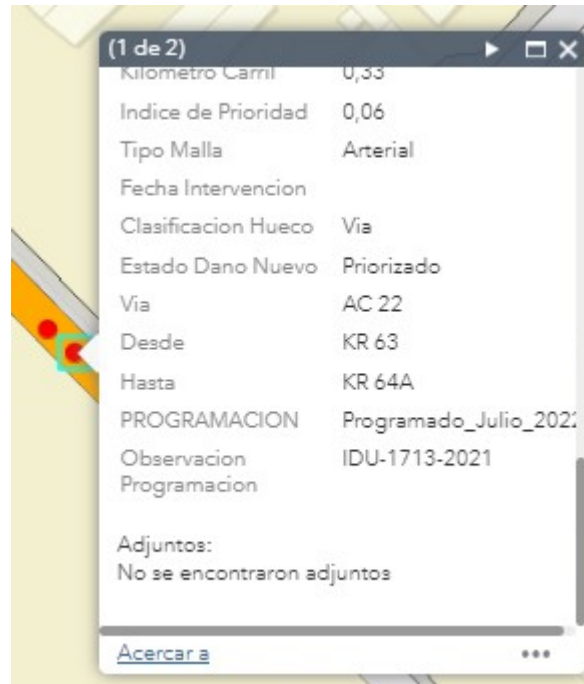 (1 de 2)
Kilometro Carril 0,33
Indice de Prioridad 0,06
Tipo Malla Arterial
Fecha Intervencion
Clasificacion Hueco Via
Estado Dano Nuevo Priorizado
Via AC 22
Desde KR 63
Hasta KR 64A
PROGRAMACION Programado_Julio_2022
Observacion IDU-1713-2021
Programacion
Adjuntos:
No se encontraron adjuntos
Acercar a